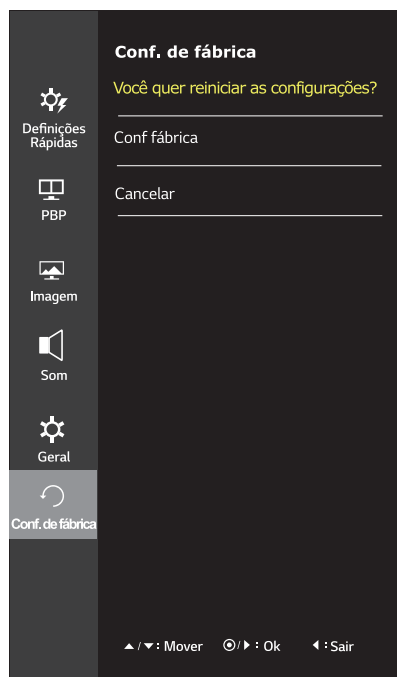 Definições
Rápidas
PBP
Imagem
Som
Geral
Conf. de fábrica
Conf. de fábrica
Você quer reiniciar as configurações?
Conf fábrica
Cancelar
▲/▼: Mover ⦿/▶: Ok ◀:Sair